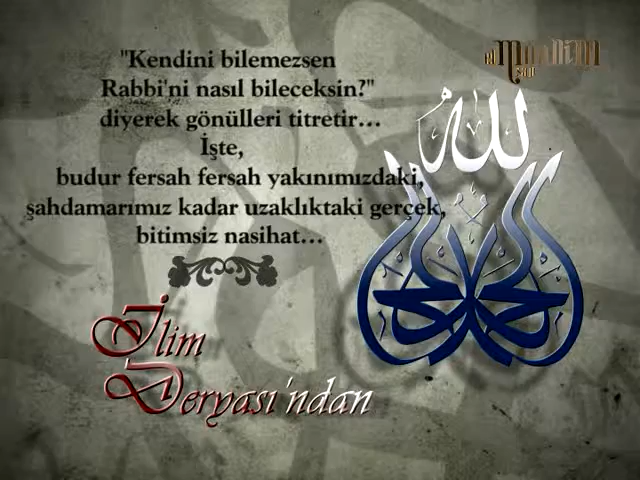 "Kendini bilemezsen
Rabbi'ni nasıl bileceksin?"
diyerek gönülleri titretir...
İşte,
budur fersah fersah yakınımızdaki,
şahdamarımız kadar uzaklıktaki gerçek,
bitimsiz nasihat...
İlim
Deryası'ndan